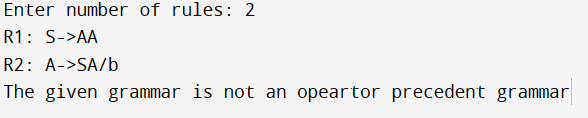 Enter number of rules: 2
R1: S->AA
R2: A->SA/b
The given grammar is not an opeartor precedent grammar